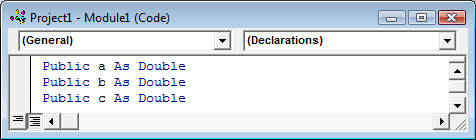 Project1 - Module1 (Code)
(General) (Declarations)
Public a As Double
Public b As Double
Public c As Double